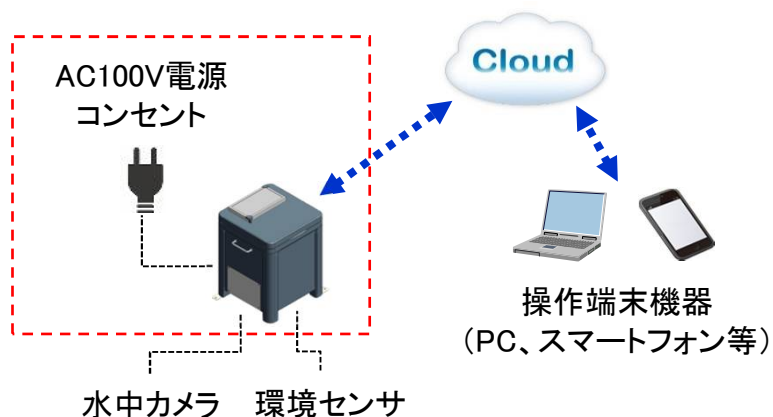 AC100V電源
コンセント
Cloud
操作端末機器
（PC、スマートフォン等）
水中カメラ
環境センサ